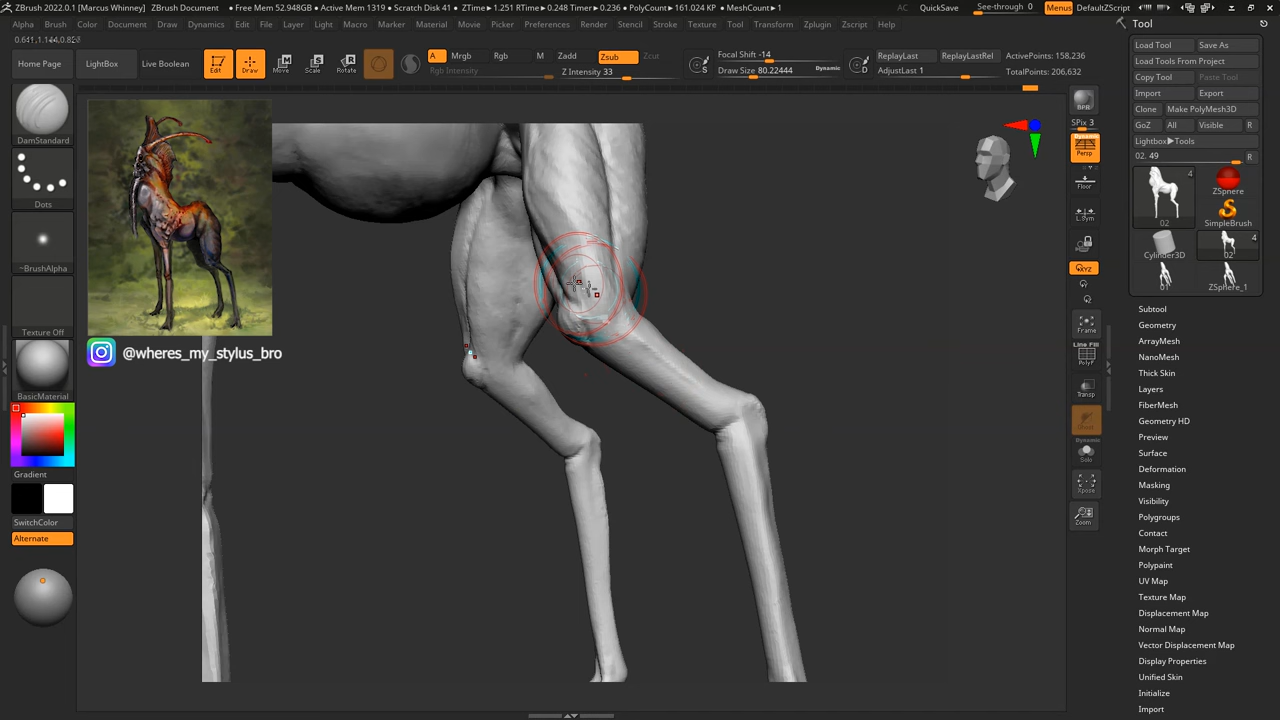 ZBrush 2022.0.1 [Marcus Whinney] ZBrush Document ● Free Mem 52.948GB ● Active Mem 1319 ● Scratch Disk 41 ● ZTime►1.251 RTime►0.248 Timer►0.236 ● PolyCount►161.024 KP ● MeshCount►1
AC QuickSave See-through 0 Menus DefaultZScript
Alpha Brush Color Document Draw Dynamics Edit File Layer Light Macro Marker Material Movie Picker Preferences Render Stencil Stroke Texture Tool Transform Zplugin Zscript Help
Tool
Home Page LightBox Live Boolean
Edit Draw Move Scale Rotate
A Mrgb Rgb M Zadd Zsub Zcut
Rgb Intensity Z Intensity 33
Focal Shift -14
Draw Size 80.22444 Dynamic
S D
ReplayLast ReplayLastRel
AdjustLast 1
ActivePoints: 158,236
TotalPoints: 206,632
Load Tool Save As
Load Tools From Project
Copy Tool Paste Tool
Import Export
Clone Make PolyMesh3D
GoZ All Visible R
Lightbox►Tools
02. 49 R
4
02 ZSphere
SimpleBrush
Cylinder3D 02 4
01 ZSphere_1
DamStandard
Dots
~BrushAlpha
Texture Off
BasicMaterial
Gradient
SwitchColor
Alternate
@wheres_my_stylus_bro
BPR
SPix 3
Dynamic
Persp
Floor
L.Sym
XYZ
Frame
Line Fill
PolyF
Transp
Ghost
Dynamic
Solo
Xpose
Zoom
Subtool
Geometry
ArrayMesh
NanoMesh
Thick Skin
Layers
FiberMesh
Geometry HD
Preview
Surface
Deformation
Masking
Visibility
Polygroups
Contact
Morph Target
Polypaint
UV Map
Texture Map
Displacement Map
Normal Map
Vector Displacement Map
Display Properties
Unified Skin
Initialize
Import